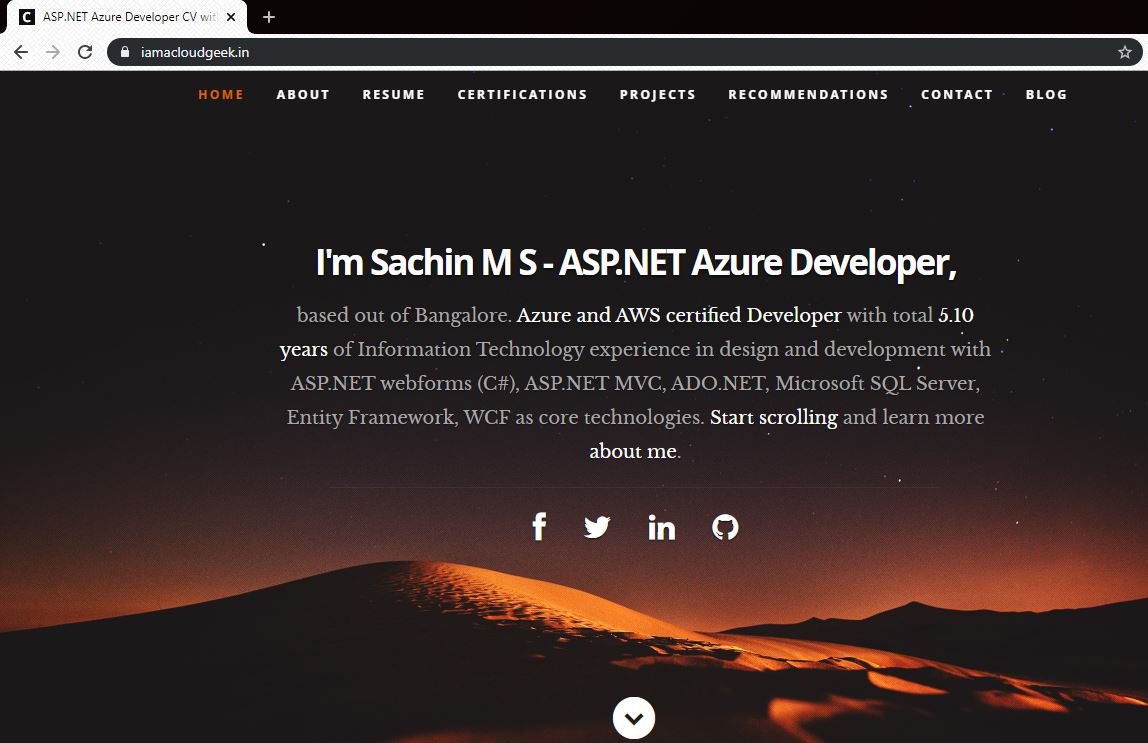 C ASP.NET Azure Developer CV wit
iamacloudgeek.in
HOME ABOUT RESUME CERTIFICATIONS PROJECTS RECOMMENDATIONS CONTACT BLOG
I'm Sachin M S - ASP.NET Azure Developer,
based out of Bangalore. Azure and AWS certified Developer with total 5.10
years of Information Technology experience in design and development with
ASP.NET webforms (C#), ASP.NET MVC, ADO.NET, Microsoft SQL Server,
Entity Framework, WCF as core technologies. Start scrolling and learn more
about me.